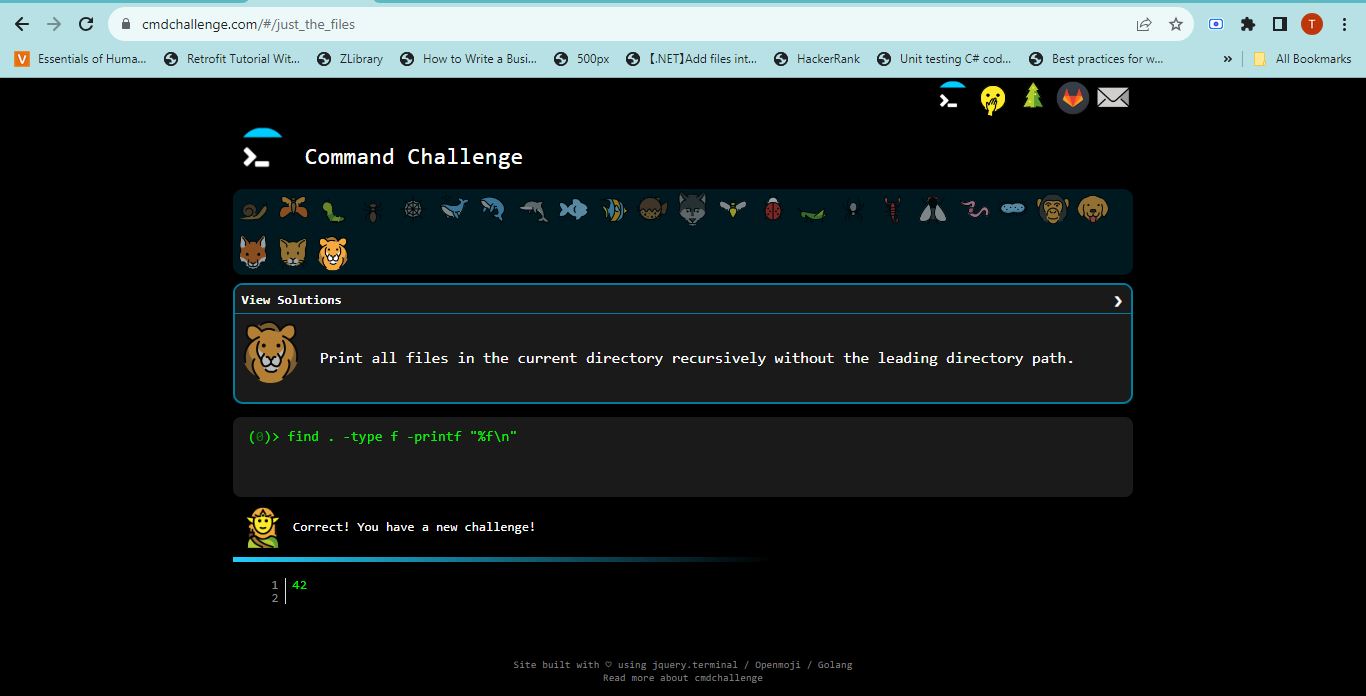 cmdchallenge.com/#/just_the_files
T
V Essentials of Huma... Retrofit Tutorial Wit... ZLibrary How to Write a Busi... 500px 【.NET】Add files int... HackerRank Unit testing C# cod... Best practices for w... » All Bookmarks
Command Challenge
View Solutions
Print all files in the current directory recursively without the leading directory path.
(0)> find . -type f -printf "%f\n"
Correct! You have a new challenge!
1 42
2
Site built with ♡ using jquery.terminal / Openmoji / Golang
Read more about cmdchallenge